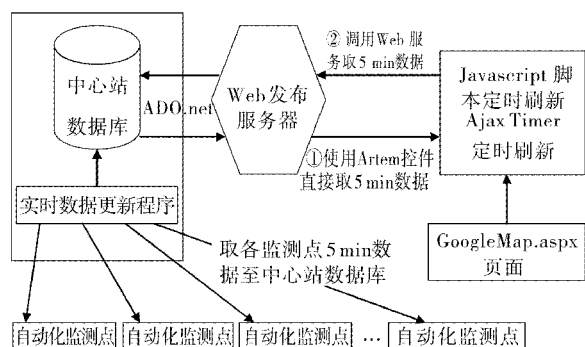 中心站
数据库
ADO.net
Web发布
服务器
② 调用Web 服
务取5 min数据
①使用Artem控件
直接取5 min数据
Javascript 脚
本定时刷新
Ajax Timer
定时刷新
实时数据更新程序
取各监测点5 min数
据至中心站数据库
GoogleMap.aspx
页面
自动化监测点
自动化监测点
自动化监测点
…
自动化监测点